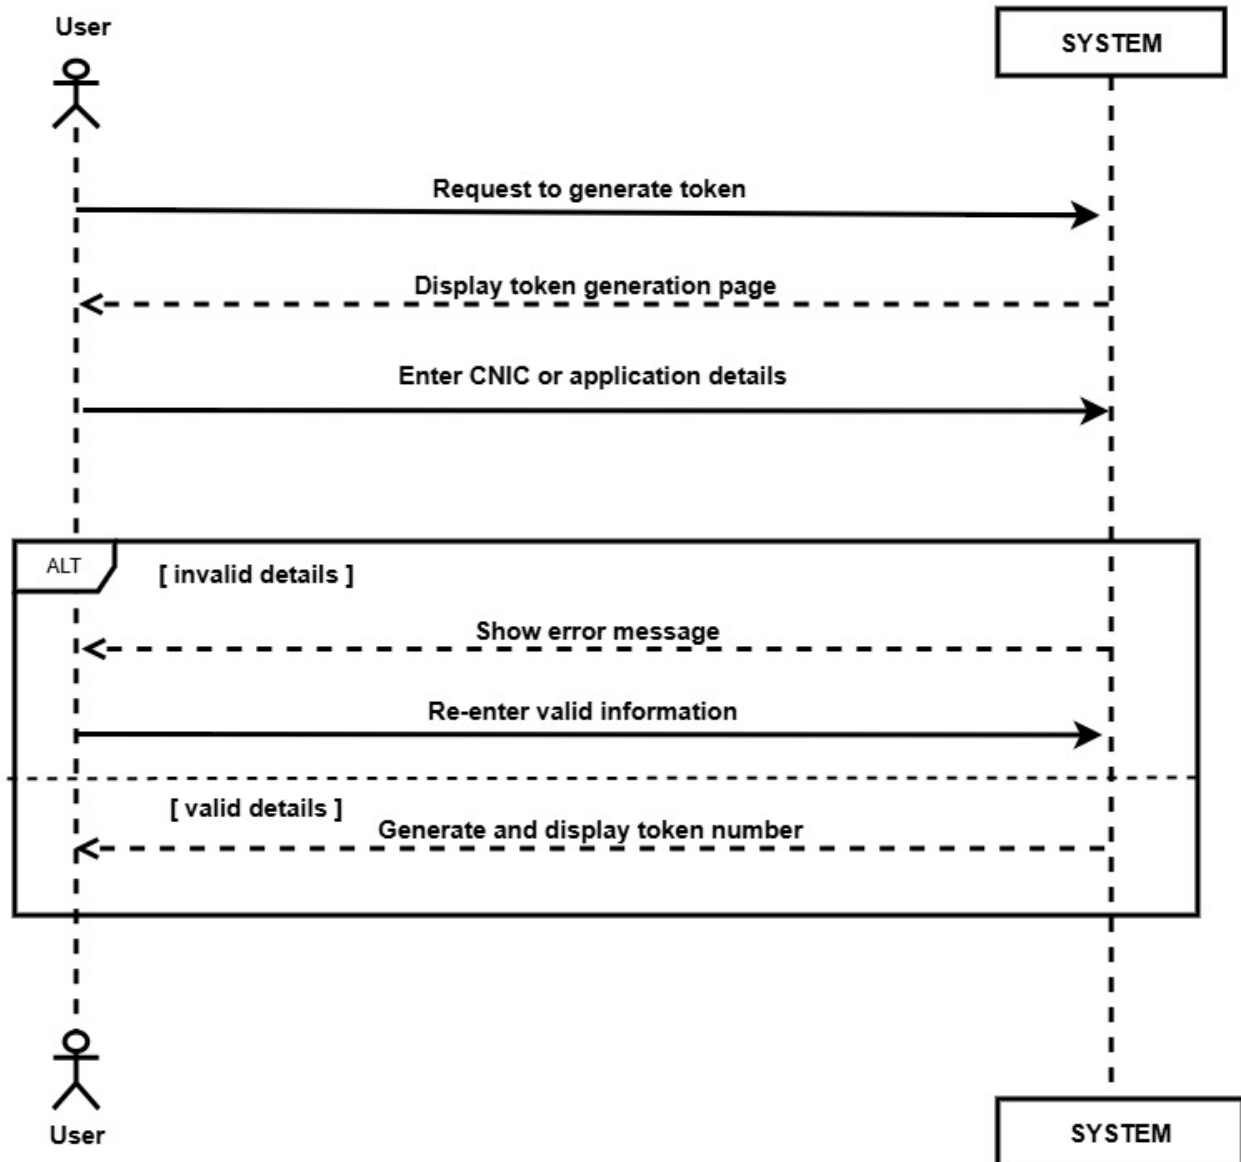 User
SYSTEM
Request to generate token
Display token generation page
Enter CNIC or application details
ALT
[ invalid details ]
Show error message
Re-enter valid information
[ valid details ]
Generate and display token number
User
SYSTEM